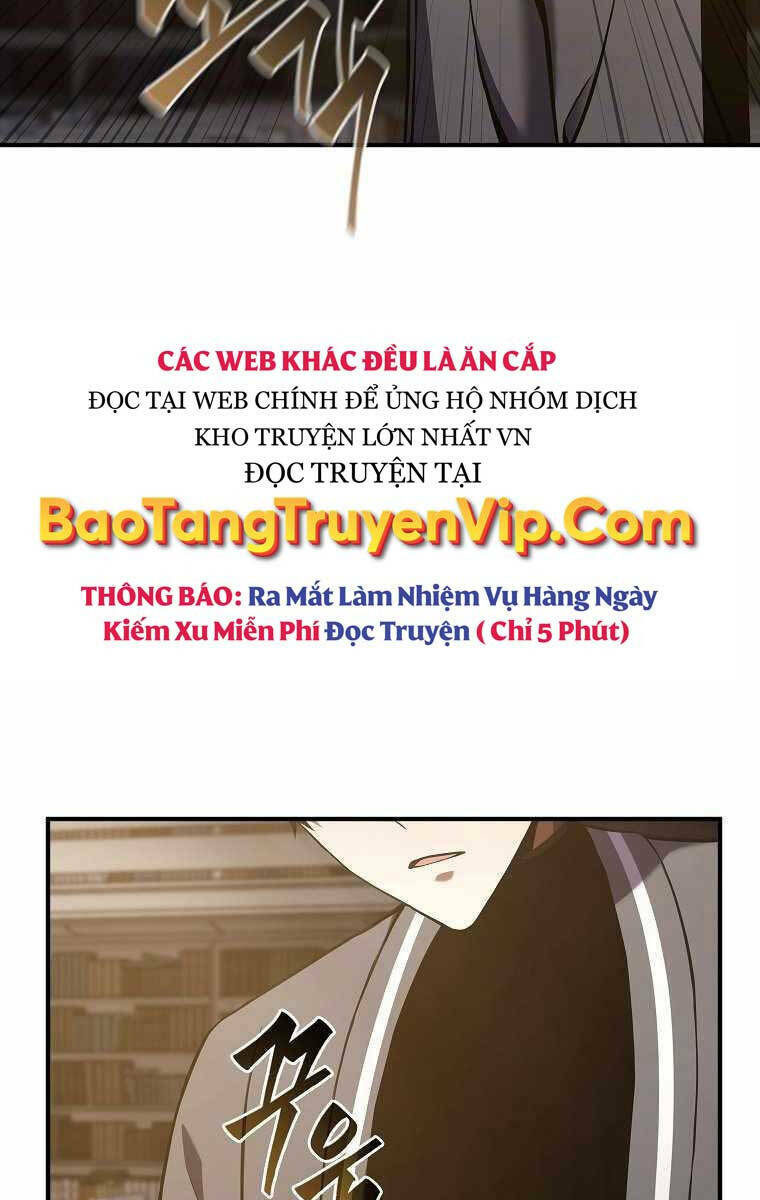 CÁC WEB KHÁC ĐỀU LÀ ĂN CẮP
ĐỌC TẠI WEB CHÍNH ĐỂ ỦNG HỘ NHÓM DỊCH
KHO TRUYỆN LỚN NHẤT VN
ĐỌC TRUYỆN TẠI
BaoTangTruyenVip.Com
THÔNG BÁO: Ra Mắt Làm Nhiệm Vụ Hàng Ngày
Kiếm Xu Miễn Phí Đọc Truyện ( Chỉ 5 Phút)
꾸욱